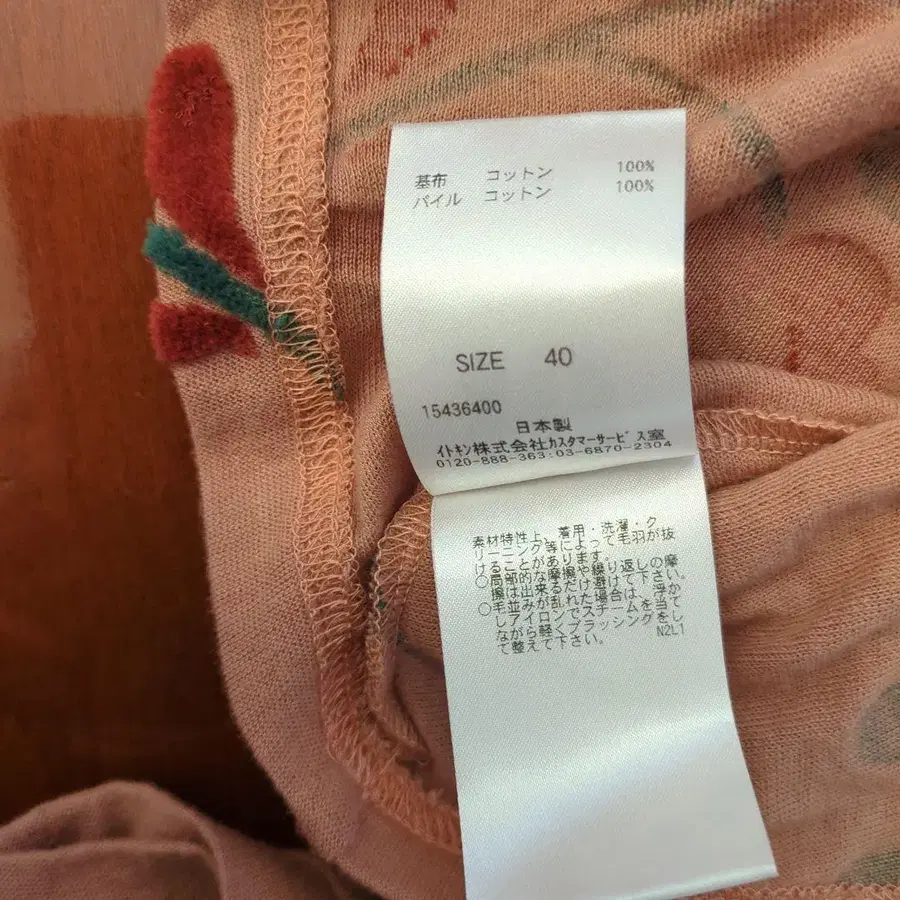 基布 コットン 100%
パイル コットン 100%
SIZE 40
15436400
日本製
イトキン株式会社カスタマーサービス室
0120-888-363:03-6870-2304
素材特性上、着用・洗濯・ク
リーニング等によって毛羽が抜
けることがあります。
○局部的な摩擦や繰り返しの摩
擦は出来るだけ避けて下さい。
○毛並みが乱れた場合は、浮か
しアイロンでスチームを当て
ながら軽くブラッシングをし
て整えて下さい。 N2L1